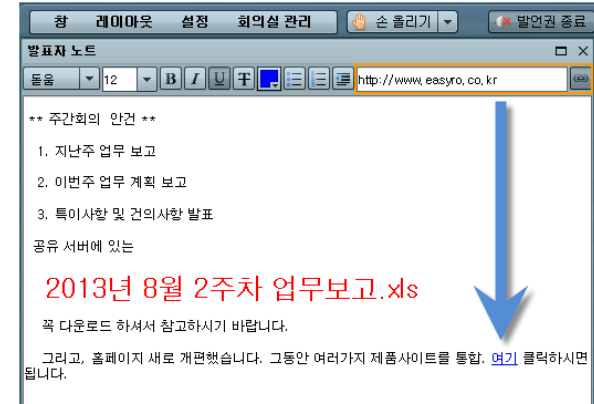 창 레이아웃 설정 회의실 관리 손 올리기 발언권 종료
발표자 노트
돋움 12 B I U T http://www.easyro.co.kr
** 주간회의 안건 **
1. 지난주 업무 보고
2. 이번주 업무 계획 보고
3. 특이사항 및 건의사항 발표
공유 서버에 있는
2013년 8월 2주차 업무보고.xls
꼭 다운로드 하셔서 참고하시기 바랍니다.
그리고, 홈페이지 새로 개편했습니다. 그동안 여러가지 제품사이트를 통합. 여기 클릭하시면
됩니다.